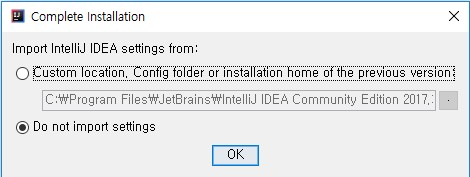 Complete Installation
Import IntelliJ IDEA settings from:
Custom location, Config folder or installation home of the previous version:
C:₩Program Files₩JetBrains₩IntelliJ IDEA Community Edition 2017,
Do not import settings
OK